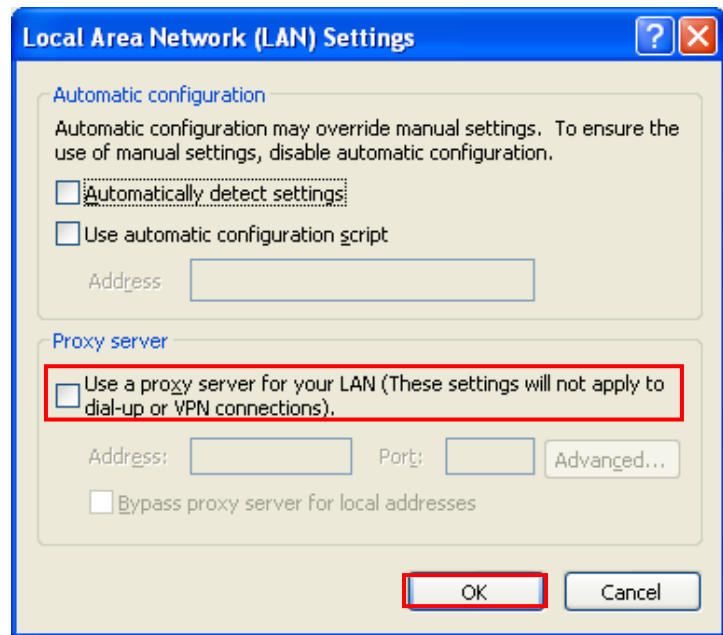 Local Area Network (LAN) Settings
?
Automatic configuration
Automatic configuration may override manual settings. To ensure the
use of manual settings, disable automatic configuration.
Automatically detect settings
Use automatic configuration script
Address
Proxy server
Use a proxy server for your LAN (These settings will not apply to
dial-up or VPN connections).
Address: Port: Advanced...
Bypass proxy server for local addresses
OK Cancel